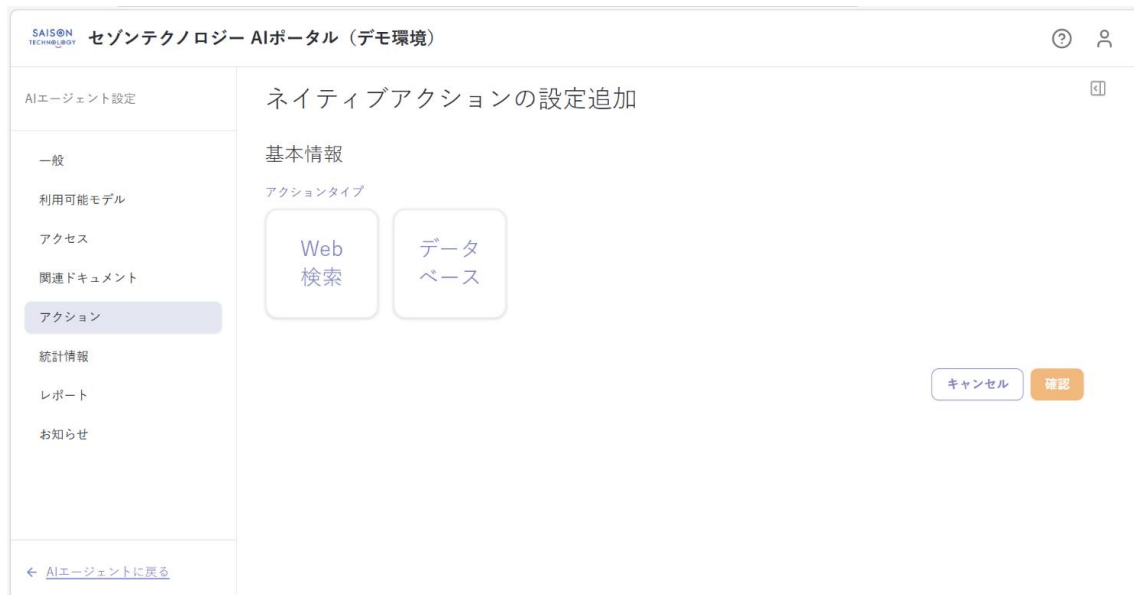 SAISON
TECHNOLOGY
セゾンテクノロジー AIポータル（デモ環境）
AIエージェント設定
一般
利用可能モデル
アクセス
関連ドキュメント
アクション
統計情報
レポート
お知らせ
← AIエージェントに戻る
ネイティブアクションの設定追加
基本情報
アクションタイプ
Web
検索
データ
ベース
キャンセル
確認